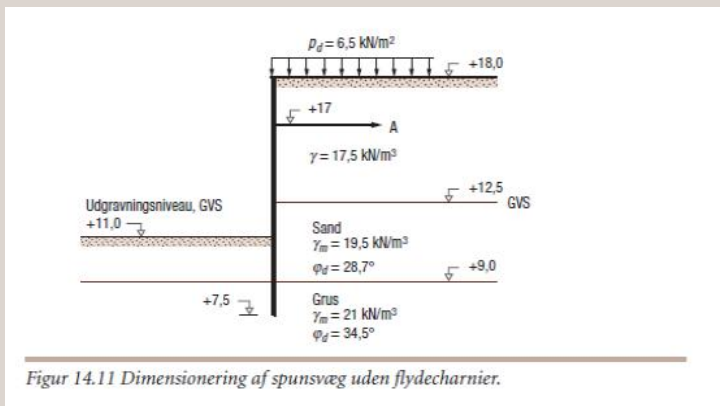 p_d = 6,5 kN/m²
+18,0
+17
A
γ = 17,5 kN/m³
+12,5
GVS
Udgravningsniveau, GVS
+11,0
Sand
γ_m = 19,5 kN/m³
φ_d = 28,7°
+9,0
+7,5
Grus
γ_m = 21 kN/m³
φ_d = 34,5°
Figur 14.11 Dimensionering af spunsvæg uden flydecharnier.